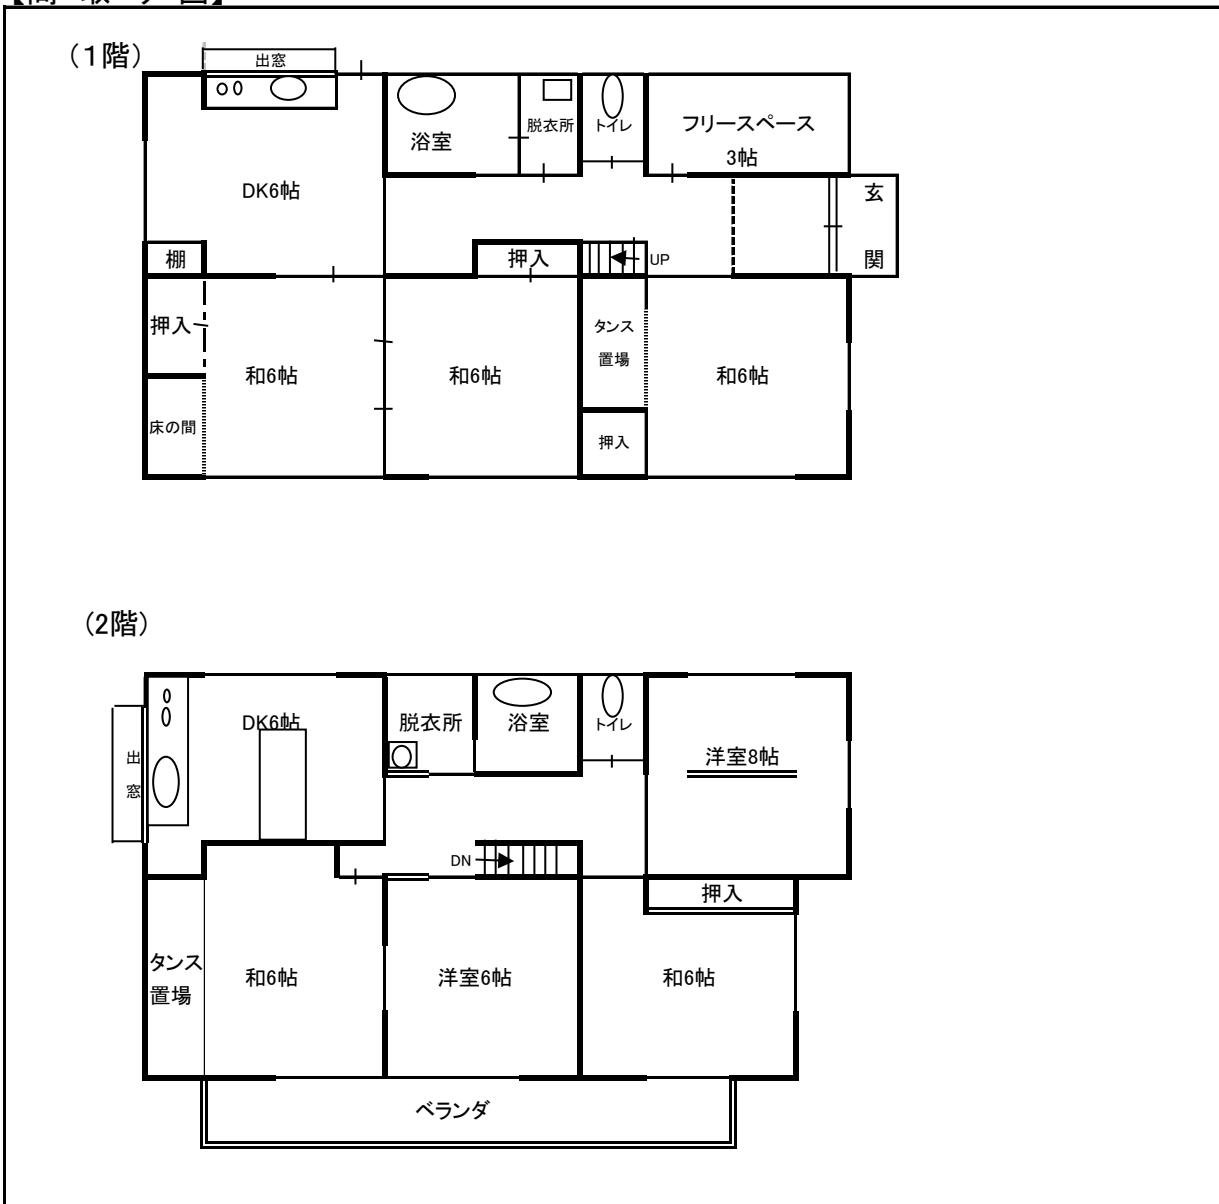 （1階）
出窓
浴室
脱衣所
トイレ
フリースペース
3帖
DK6帖
玄
関
棚
押入
UP
押入
タンス
置場
和6帖
和6帖
和6帖
床の間
押入
（2階）
DK6帖
脱衣所
浴室
トイレ
洋室8帖
出
窓
DN
押入
タンス
置場
和6帖
洋室6帖
和6帖
ベランダ